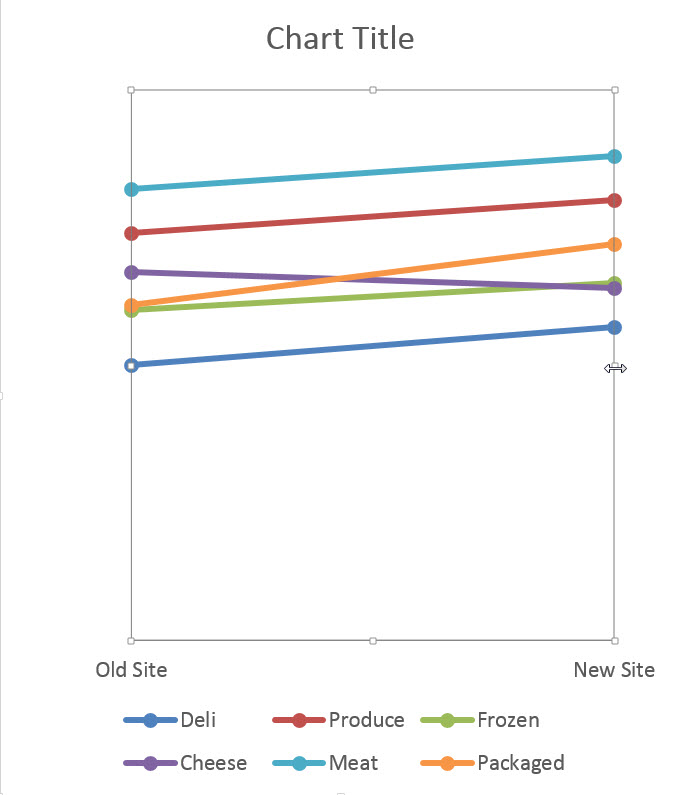 Chart Title
Old Site New Site
Deli Produce Frozen
Cheese Meat Packaged